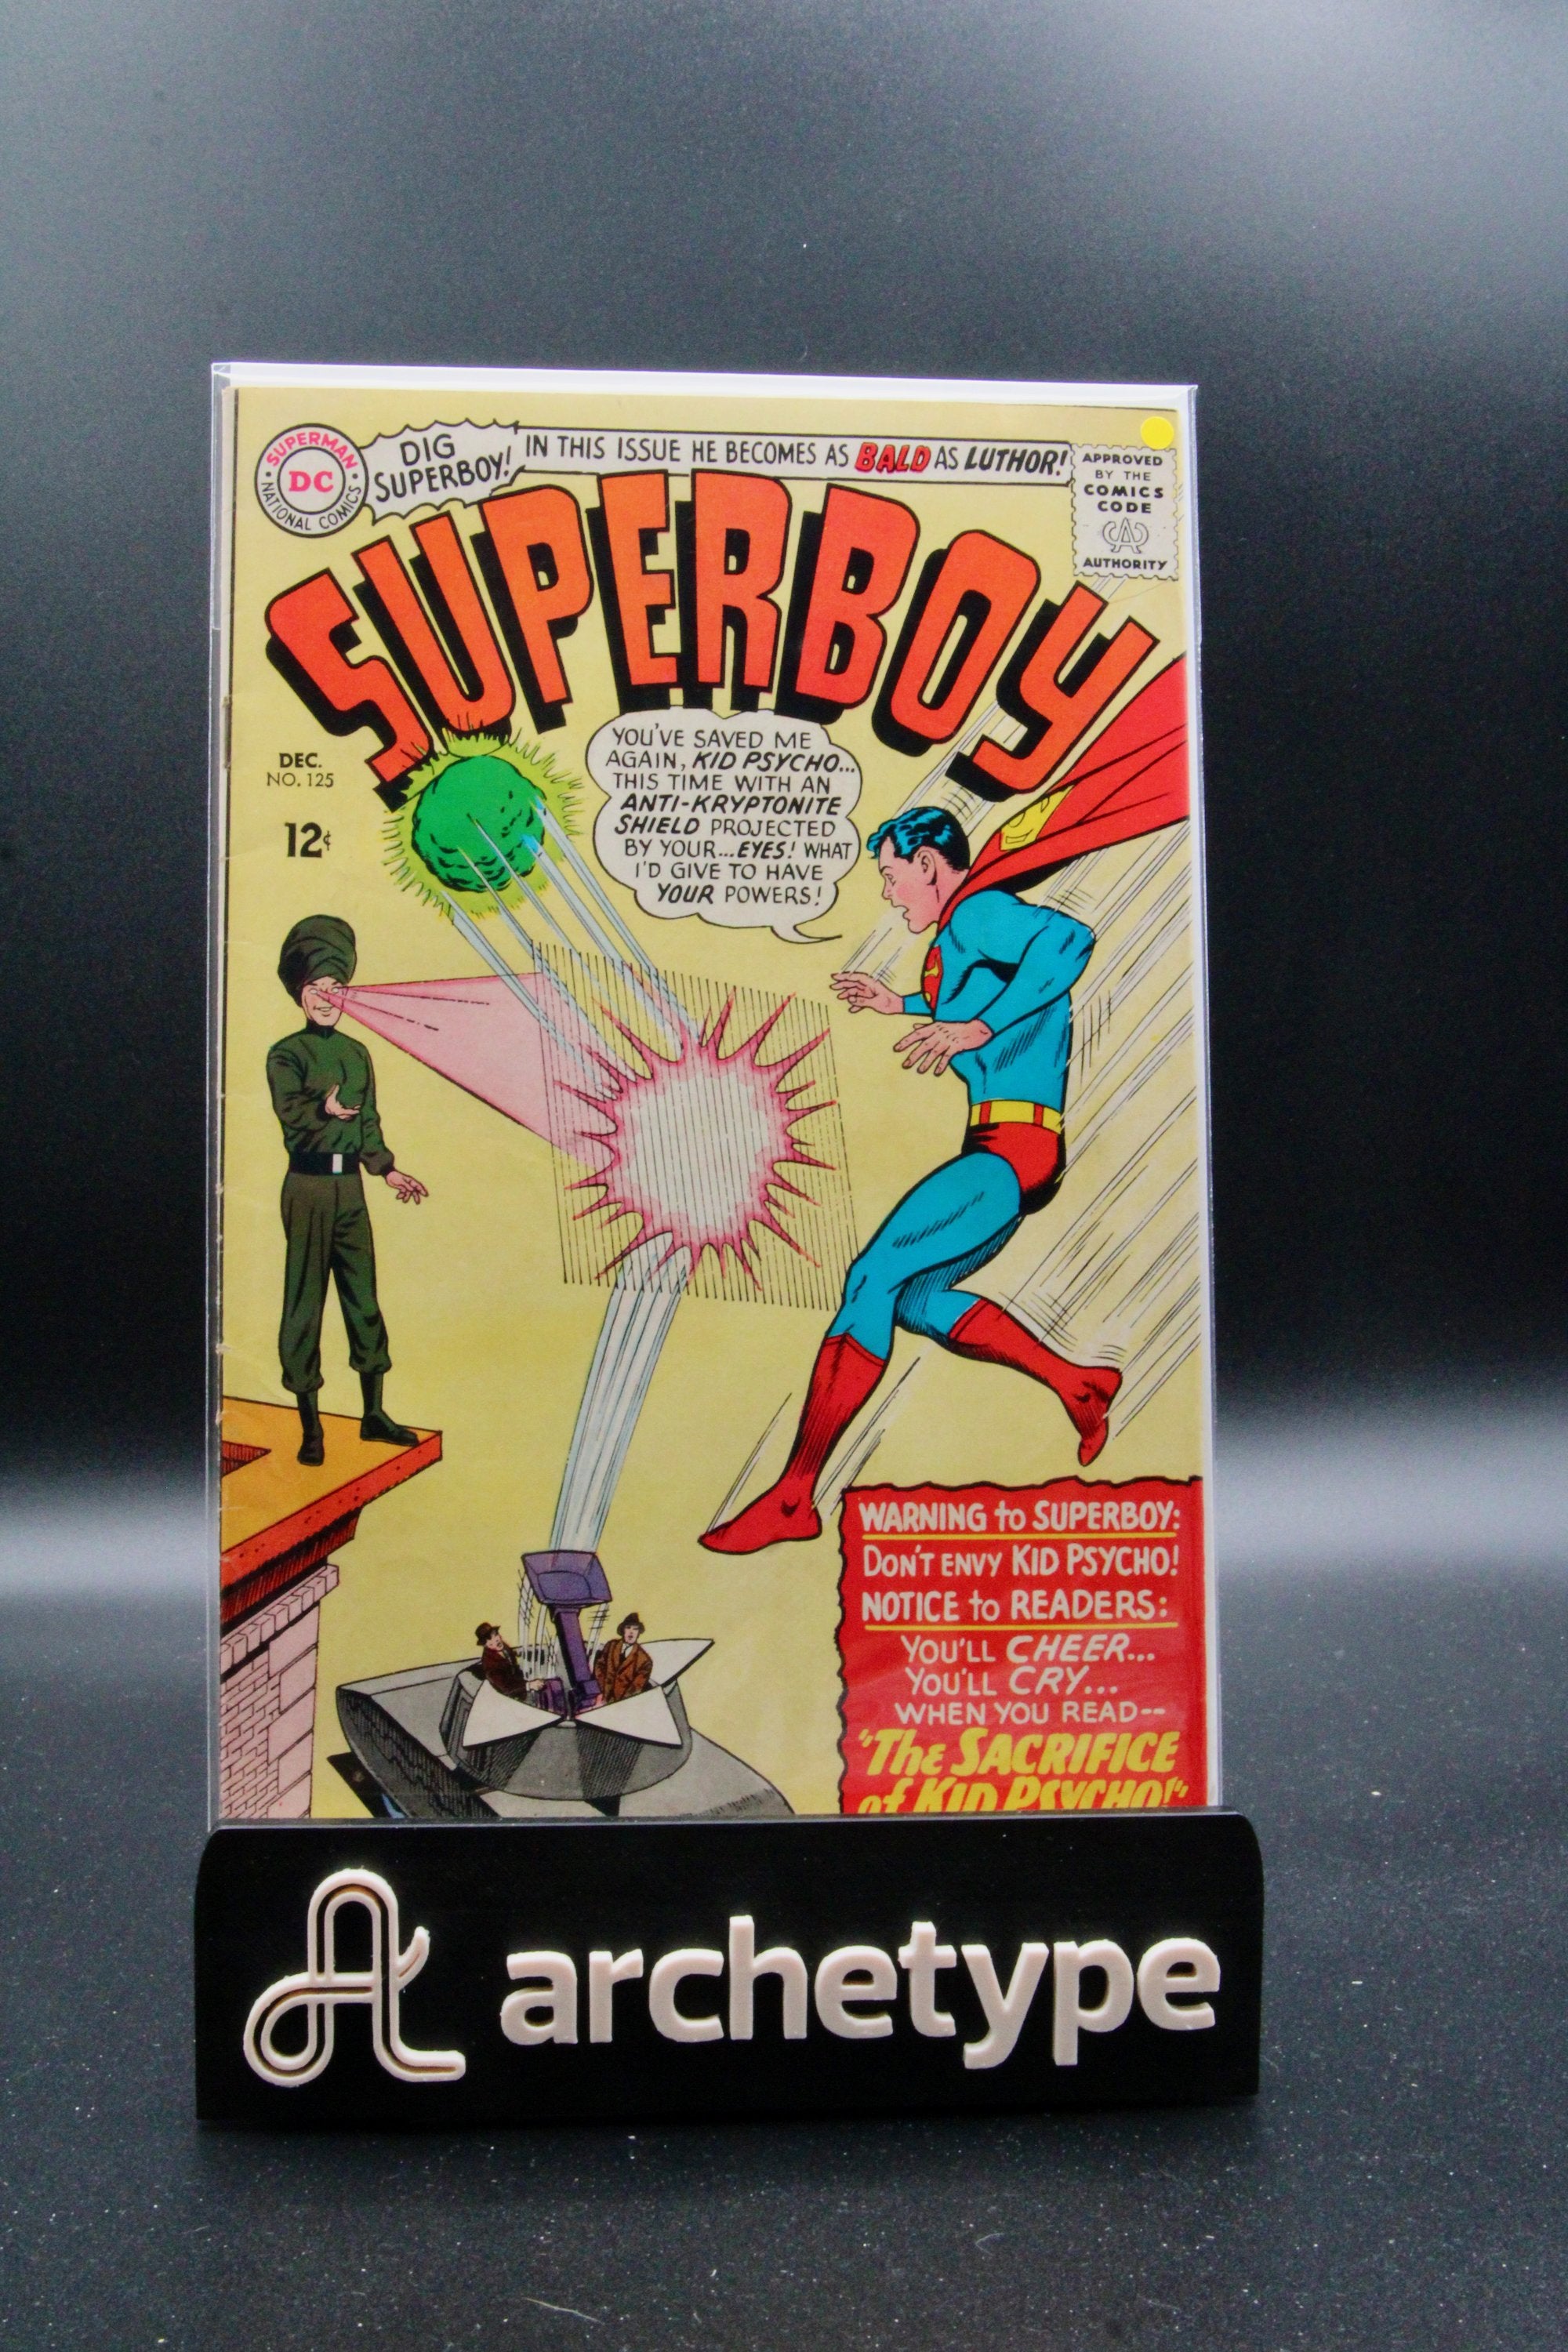 SUPERMAN
DC
NATIONAL COMICS
DIG
SUPERBOY!
IN THIS ISSUE HE BECOMES AS BALD AS LUTHOR!
APPROVED
BY THE
COMICS
CODE
CA
AUTHORITY
SUPERBOY
DEC.
NO. 125
12¢
YOU'VE SAVED ME
AGAIN, KID PSYCHO...
THIS TIME WITH AN
ANTI-KRYPTONITE
SHIELD PROJECTED
BY YOUR...EYES! WHAT
I'D GIVE TO HAVE
YOUR POWERS!
WARNING to SUPERBOY:
DON'T ENVY KID PSYCHO!
NOTICE to READERS:
YOU'LL CHEER...
YOU'LL CRY...
WHEN YOU READ--
"The SACRIFICE
of KID PSYCHO!"
A archetype